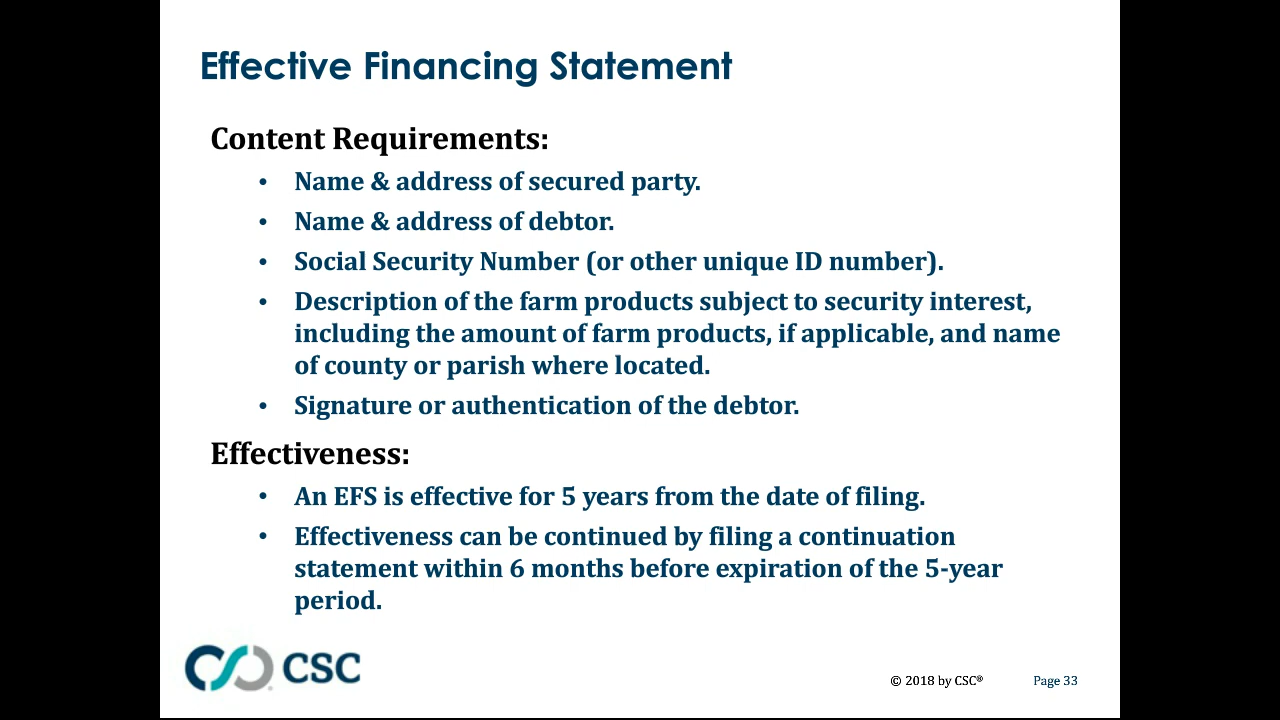 Effective Financing Statement
Content Requirements:
• Name & address of secured party.
• Name & address of debtor.
• Social Security Number (or other unique ID number).
• Description of the farm products subject to security interest,
including the amount of farm products, if applicable, and name
of county or parish where located.
• Signature or authentication of the debtor.
Effectiveness:
• An EFS is effective for 5 years from the date of filing.
• Effectiveness can be continued by filing a continuation
statement within 6 months before expiration of the 5-year
period.
CSC
© 2018 by CSC® Page 33